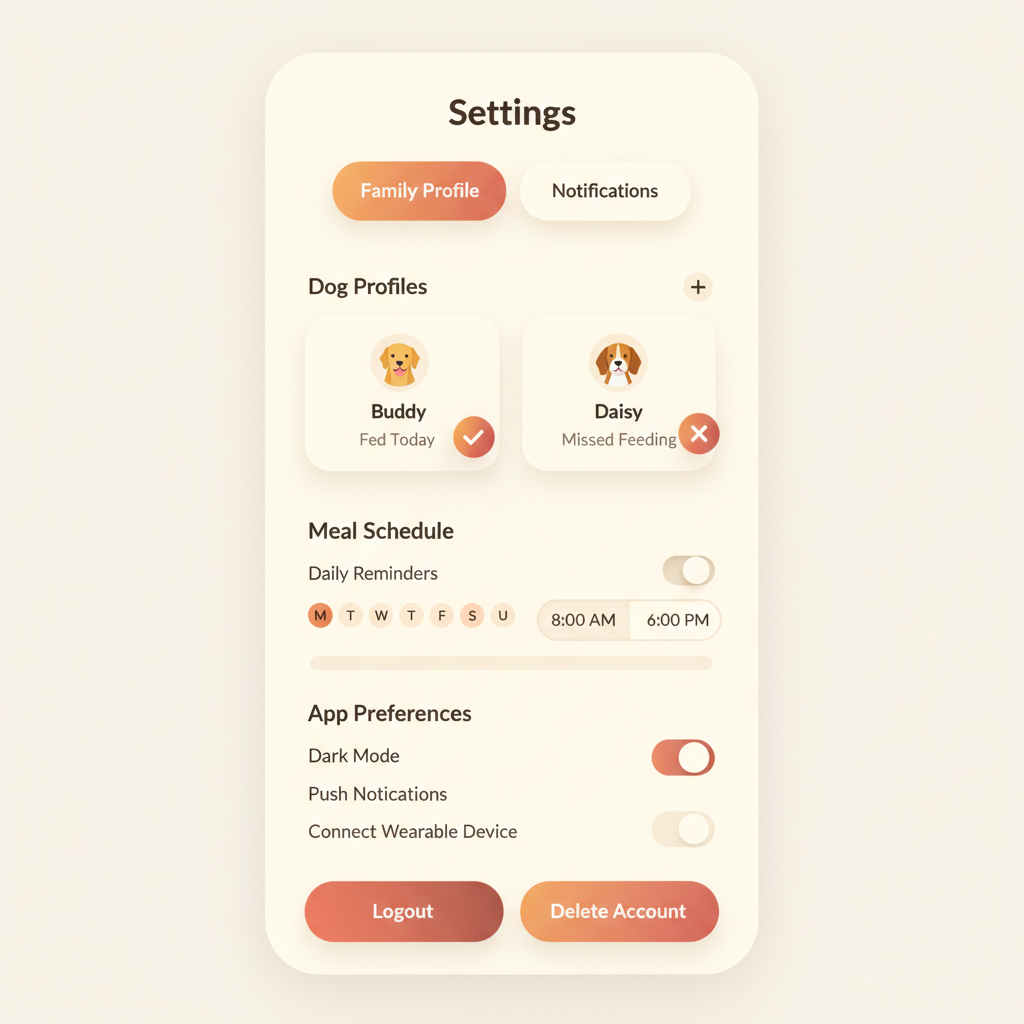 Settings
Family Profile
Notifications
Dog Profiles
+
Buddy
Fed Today
Daisy
Missed Feeding
Meal Schedule
Daily Reminders
M T W T F S U
8:00 AM
6:00 PM
App Preferences
Dark Mode
Push Notications
Connect Wearable Device
Logout
Delete Account